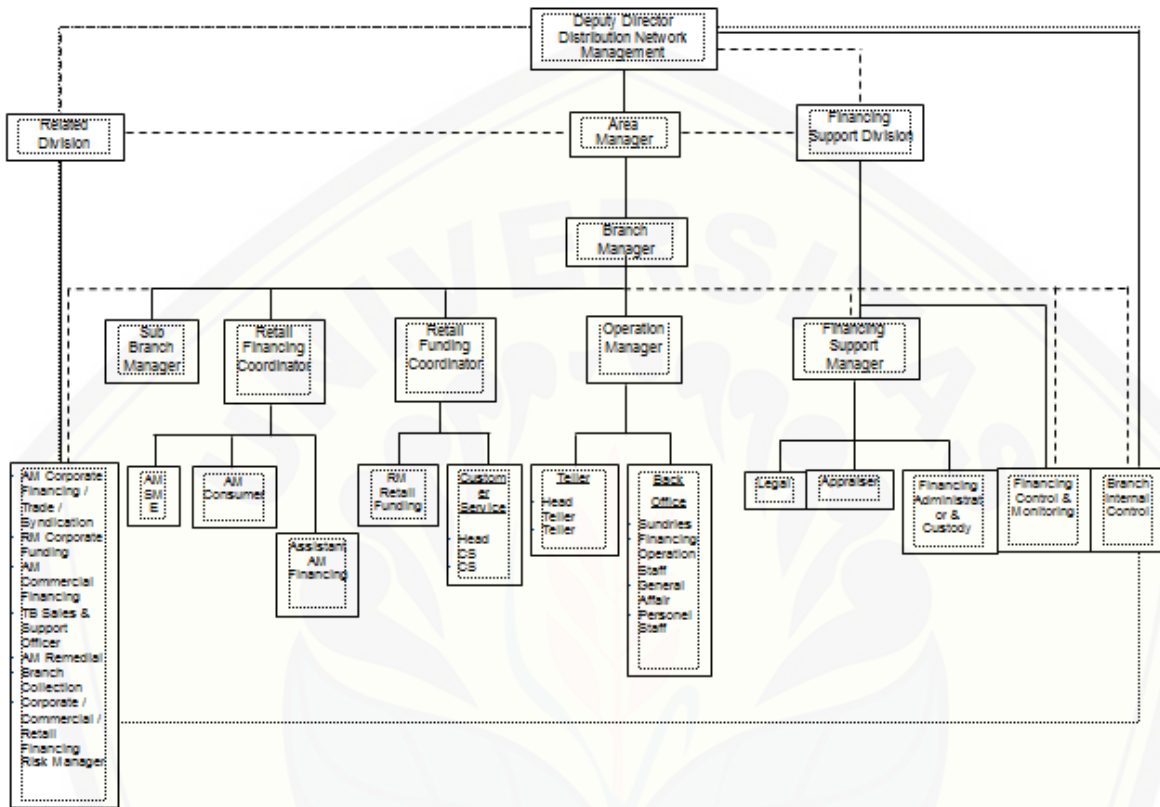 Deputy Director
Distribution Network
Management
Related
Division
Area
Manager
Financing
Support Division
Branch
Manager
Sub
Branch
Manager
Retail
Financing
Coordinator
Retail
Funding
Coordinator
Operation
Manager
Financing
Support
Manager
AM Corporate
Financing /
Trade /
Syndication
RM Corporate
Funding
AM
Commercial
Financing
TB Sales &
Support
Officer
AM Remedial
Branch
Collection
Corporate /
Commercial /
Retail
Financing
Risk Manager
AM
SM
E
AM
Consumer
Assistant
AM
Financing
RM
Retail
Funding
Custom
er
Service
Head
CS
CS
Teller
Head
Teller
Teller
Back
Office
Sundries
Financing
Operation
Staff
General
Affair
Personel
Staff
Legal
Appraiser
Financing
Administrat
or &
Custody
Financing
Control &
Monitoring
Branch
Internal
Control
UNIVERSITAS